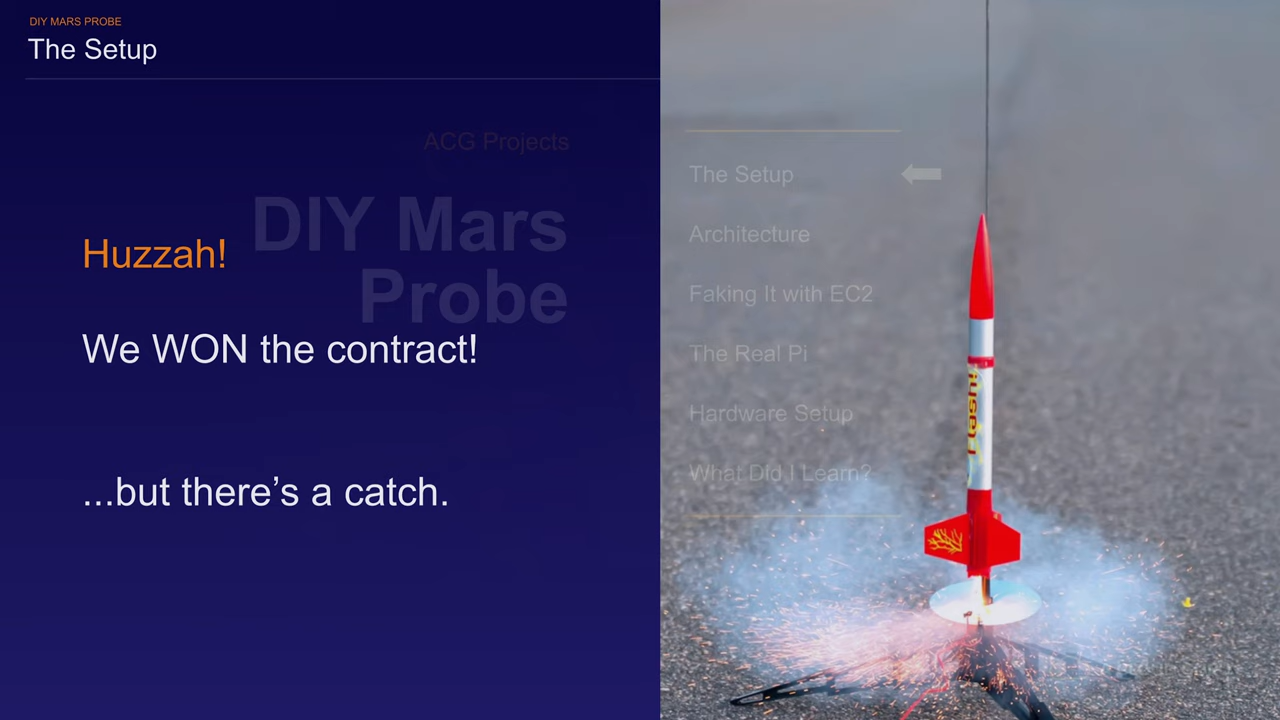 DIY MARS PROBE
The Setup
ACG Projects
DIY Mars
Probe
Huzzah!
We WON the contract!
...but there’s a catch.
The Setup
Architecture
Faking It with EC2
The Real Pi
Hardware Setup
What Did I Learn?
Flash!